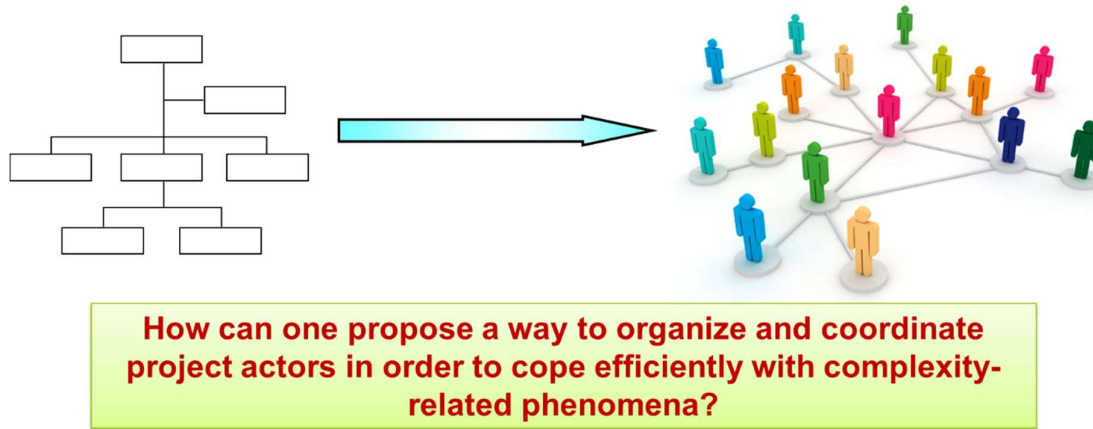 How can one propose a way to organize and coordinate
project actors in order to cope efficiently with complexity-
related phenomena?